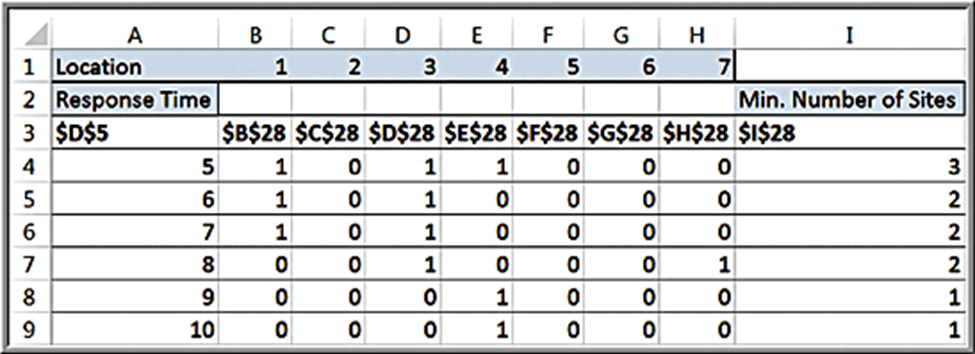 A B C D E F G H I
1 Location 1 2 3 4 5 6 7
2 Response Time Min. Number of Sites
3 $D$5 $B$28 $C$28 $D$28 $E$28 $F$28 $G$28 $H$28 $I$28
4 5 1 0 1 1 0 0 0 3
5 6 1 0 1 0 0 0 0 2
6 7 1 0 1 0 0 0 0 2
7 8 0 0 1 0 0 0 1 2
8 9 0 0 0 1 0 0 0 1
9 10 0 0 0 1 0 0 0 1